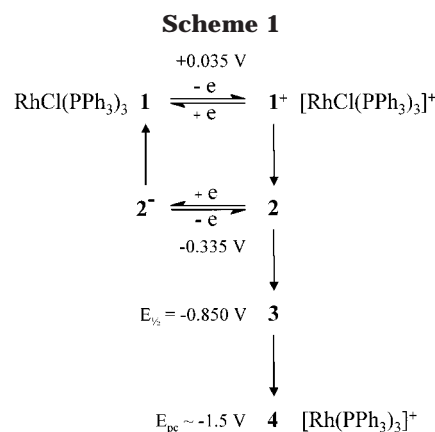 Scheme 1
+0.035 V
- e
RhCl(PPh₃)₃ 1 1⁺ [RhCl(PPh₃)₃]⁺
+ e
+ e
2⁻ 2
- e
-0.335 V
E½ = -0.850 V 3
Epc ~ -1.5 V 4 [Rh(PPh₃)₃]⁺